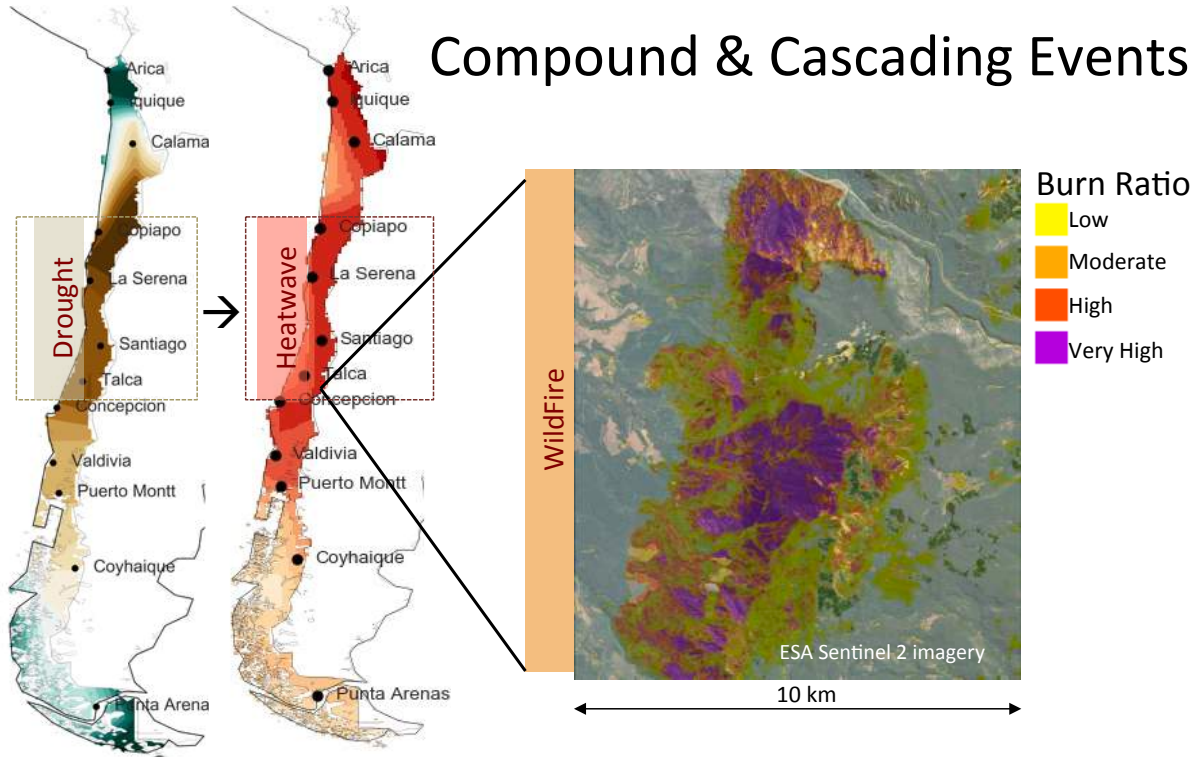 Compound & Cascading Events
Arica
Iquique
Calama
Copiapo
La Serena
Santiago
Talca
Concepcion
Valdivia
Puerto Montt
Coyhaique
Punta Arena
Drought
Arica
Iquique
Calama
Copiapo
La Serena
Santiago
Talca
Concepcion
Valdivia
Puerto Montt
Coyhaique
Punta Arenas
Heatwave
WildFire
ESA Sentinel 2 imagery
10 km
Burn Ratio
Low
Moderate
High
Very High